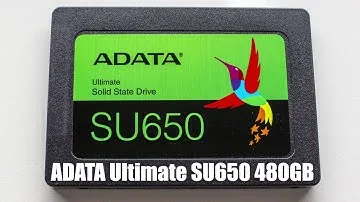 ADATA®
Ultimate
Solid State Drive
SU650
ADATA Ultimate SU650 480GB